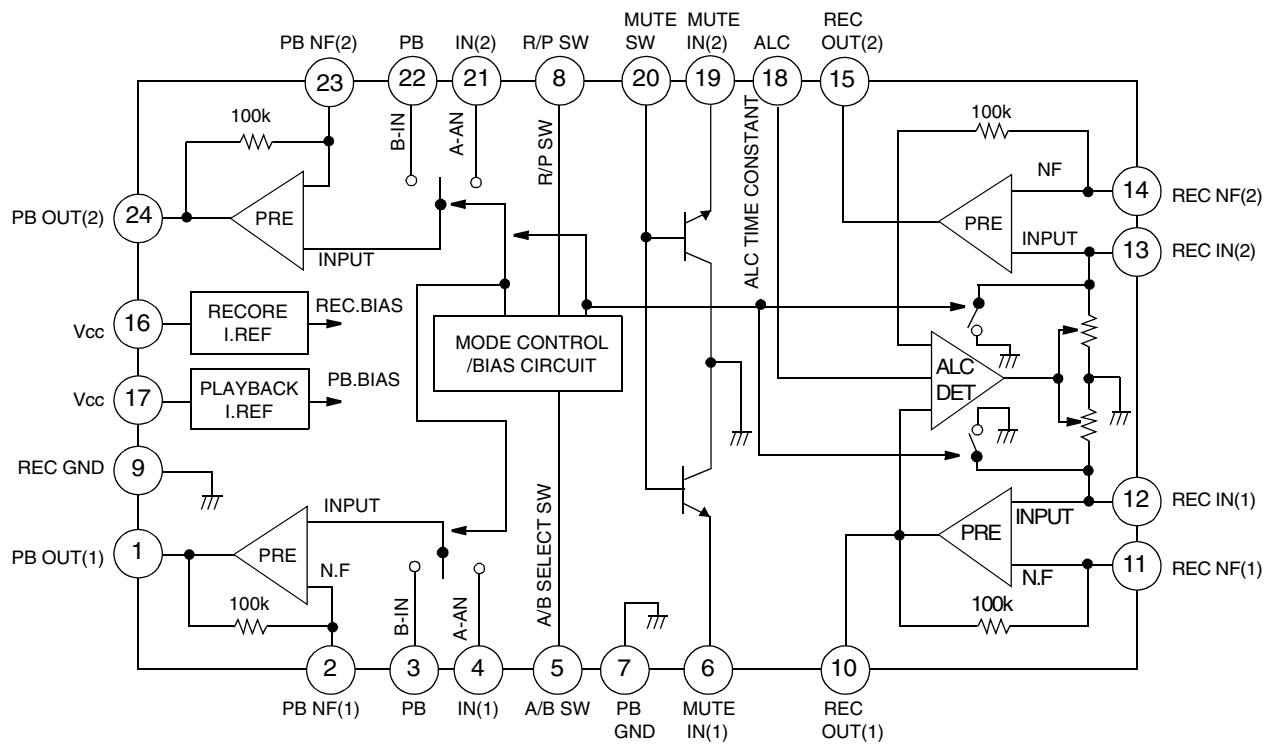 PB NF(2)
PB
IN(2)
R/P SW
MUTE
SW
MUTE
IN(2)
ALC
REC
OUT(2)
23
22
21
8
20
19
18
15
100k
B-IN
A-AN
R/P SW
ALC TIME CONSTANT
100k
NF
14
REC NF(2)
PB OUT(2)
24
PRE
INPUT
PRE
INPUT
13
REC IN(2)
Vcc
16
RECORE
I.REF
REC.BIAS
MODE CONTROL
/BIAS CIRCUIT
ALC
DET
Vcc
17
PLAYBACK
I.REF
PB.BIAS
REC GND
9
INPUT
A/B SELECT SW
12
REC IN(1)
PB OUT(1)
1
PRE
N.F
PRE
INPUT
N.F
11
REC NF(1)
100k
B-IN
A-AN
100k
2
3
4
5
7
6
10
PB NF(1)
PB
IN(1)
A/B SW
PB
GND
MUTE
IN(1)
REC
OUT(1)